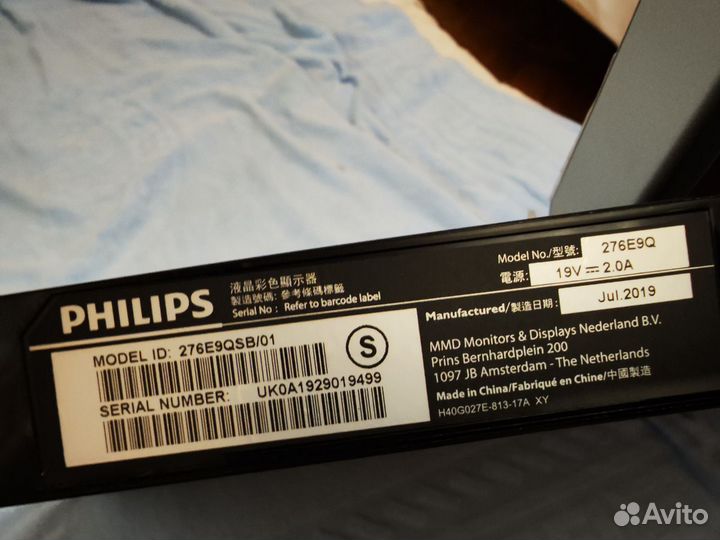 PHILIPS
液晶彩色顯示器
製造號碼: 參考條碼標籤
Serial No : Refer to barcode label
MODEL ID: 276E9QSB/01
SERIAL NUMBER: UK0A1929019499
S
Model No./型號: 276E9Q
電源: 19V ⎓ 2.0A
Manufactured/製造日期: Jul.2019
MMD Monitors & Displays Nederland B.V.
Prins Bernhardplein 200
1097 JB Amsterdam - The Netherlands
Made in China/Fabriqué en Chine/中國製造
H40G027E-813-17A XY
Avito